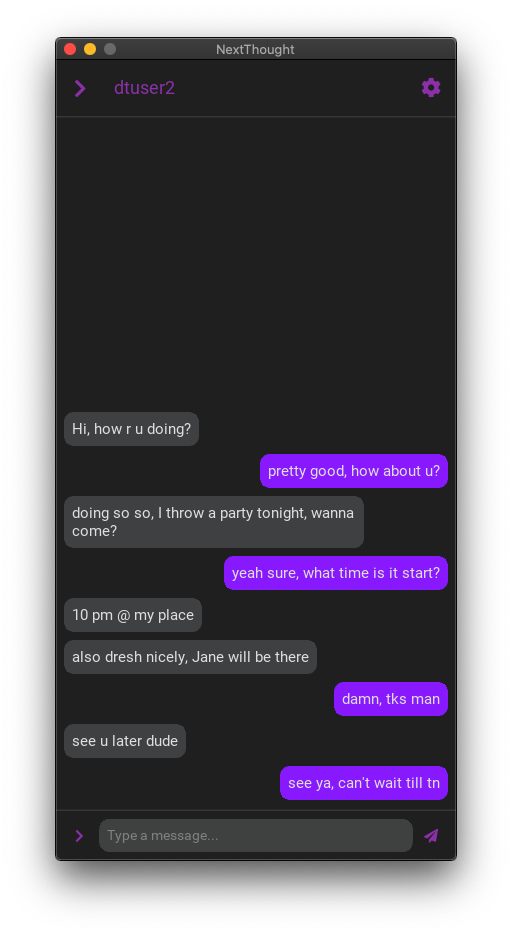 NextThought
dtuser2
Hi, how r u doing?
pretty good, how about u?
doing so so, I throw a party tonight, wanna
come?
yeah sure, what time is it start?
10 pm @ my place
also dresh nicely, Jane will be there
damn, tks man
see u later dude
see ya, can't wait till tn
Type a message...